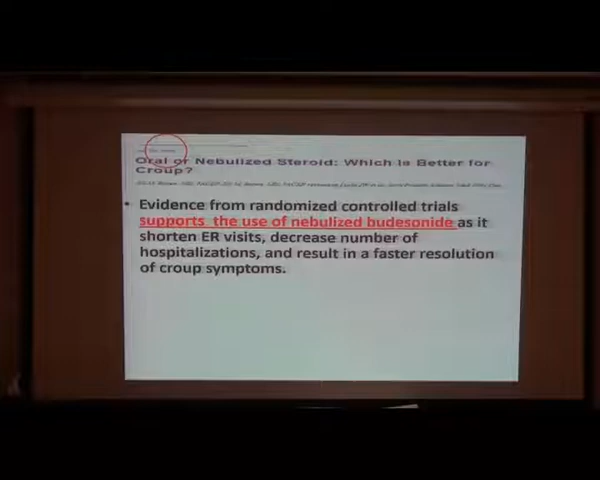 Oral or Nebulized Steroid: Which is Better for
Croup?
• Evidence from randomized controlled trials
supports the use of nebulized budesonide as it
shorten ER visits, decrease number of
hospitalizations, and result in a faster resolution
of croup symptoms.